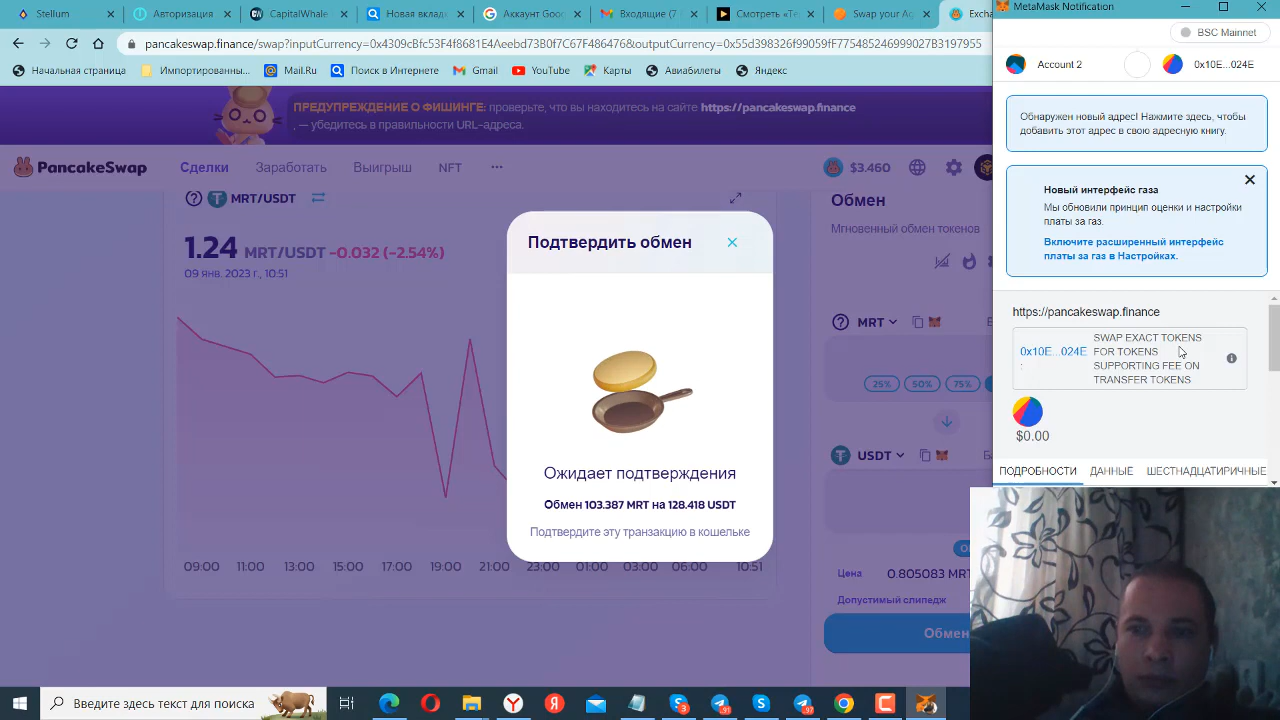 Stellum
Авторизация
CapitalWhale
Новая вклад
Аккаунт Goo
Входящие (7
Смотреть «Те
Swap your Ag
Exch
MetaMask Notification
pancakeswap.finance/swap?inputCurrency=0x4309cBfc53F4f8681E4Aeebd73B0f7C67F486476&outputCurrency=0x55d398326f99059fF775485246999027B3197955
BSC Mainnet
Начальная страница
Импортированны...
Mail.Ru
Поиск в Интернете
Gmail
YouTube
Карты
Авиабилеты
Яндекс
Account 2
0x10E...024E
ПРЕДУПРЕЖДЕНИЕ О ФИШИНГЕ: проверьте, что вы находитесь на сайте https://pancakeswap.finance
, — убедитесь в правильности URL-адреса.
Обнаружен новый адрес! Нажмите здесь, чтобы
добавить этот адрес в свою адресную книгу.
PancakeSwap
Сделки
Заработать
Выигрыш
NFT
$3.460
Новый интерфейс газа
Мы обновили принцип оценки и настройки
платы за газ.
Включите расширенный интерфейс
платы за газ в Настройках.
MRT/USDT
1.24 MRT/USDT -0.032 (-2.54%)
09 янв. 2023 г., 10:51
Подтвердить обмен
Обмен
Мгновенный обмен токенов
MRT
25%
50%
75%
USDT
https://pancakeswap.finance
0x10E...024E
:
SWAP EXACT TOKENS
FOR TOKENS
SUPPORTING FEE ON
TRANSFER TOKENS
$0.00
ПОДРОБНОСТИ
ДАННЫЕ
ШЕСТНАДЦАТИРИЧНЫЕ
Ожидает подтверждения
Обмен 103.387 MRT на 128.418 USDT
Подтвердите эту транзакцию в кошельке
09:00
11:00
13:00
15:00
17:00
19:00
21:00
23:00
01:00
03:00
06:00
10:51
Цена
0.805083 MRT
Допустимый слипедж
Обмен
Введите здесь текст для поиска
3
91
91